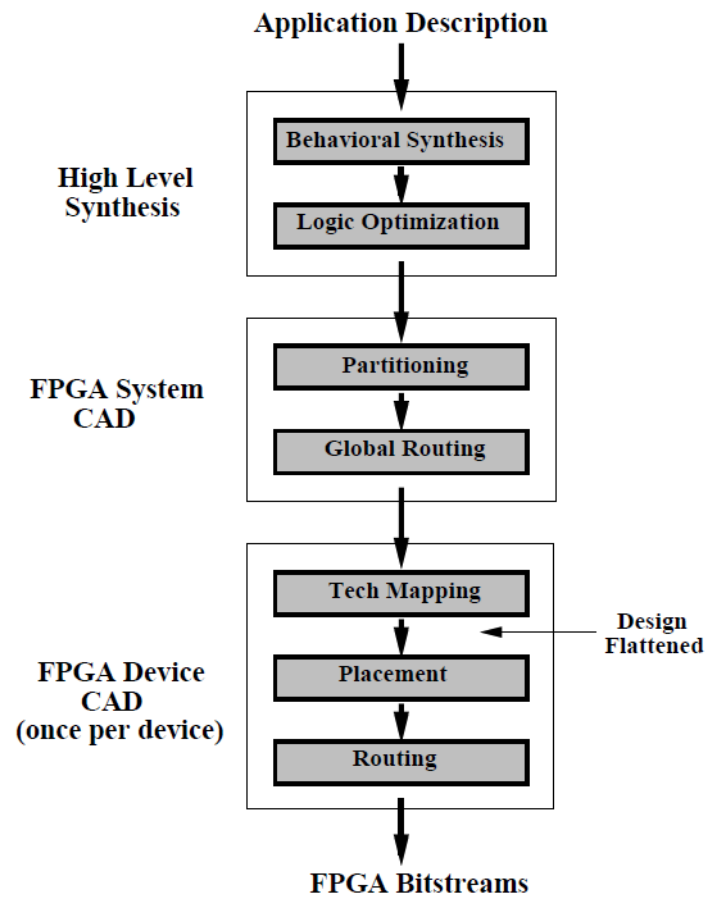 Application Description
Behavioral Synthesis
High Level
Synthesis
Logic Optimization
Partitioning
FPGA System
CAD
Global Routing
Tech Mapping
Design
Flattened
FPGA Device
CAD
(once per device)
Placement
Routing
FPGA Bitstreams